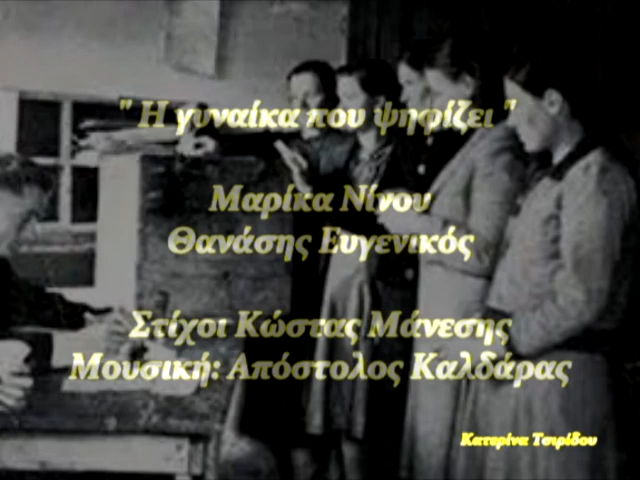 " Η γυναίκα που ψηφίζει "
Μαρίκα Νίνου
Θανάσης Ευγενικός
Στίχοι Κώστας Μάνεσης
Μουσική: Απόστολος Καλδάρας
Κατερίνα Τσιρίδου